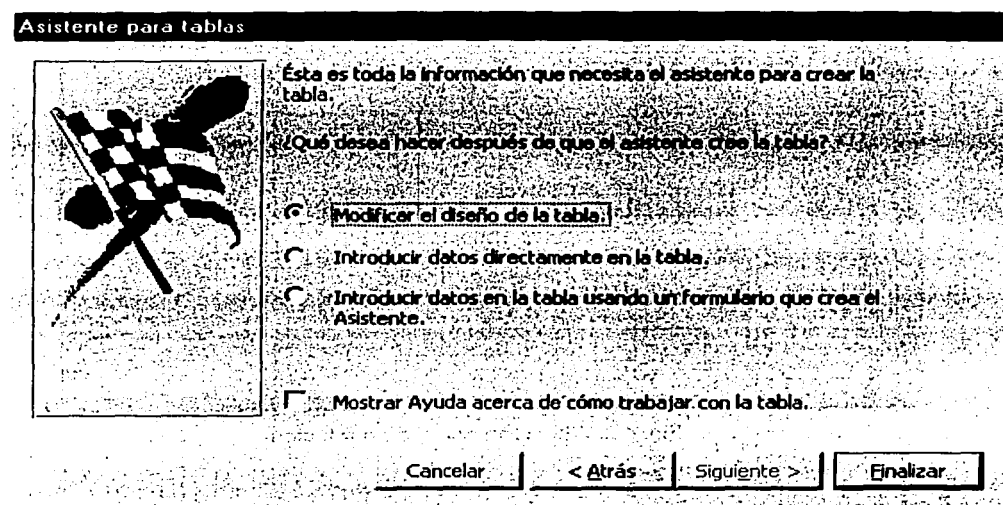 Asistente para tablas
Ésta es toda la información que necesita el asistente para crear la
tabla.
¿Qué desea hacer después de que el asistente cree la tabla?
Modificar el diseño de la tabla.
Introducir datos directamente en la tabla.
Introducir datos en la tabla usando un formulario que crea el
Asistente.
Mostrar Ayuda acerca de cómo trabajar con la tabla.
Cancelar
< Atrás
Siguiente >
Finalizar